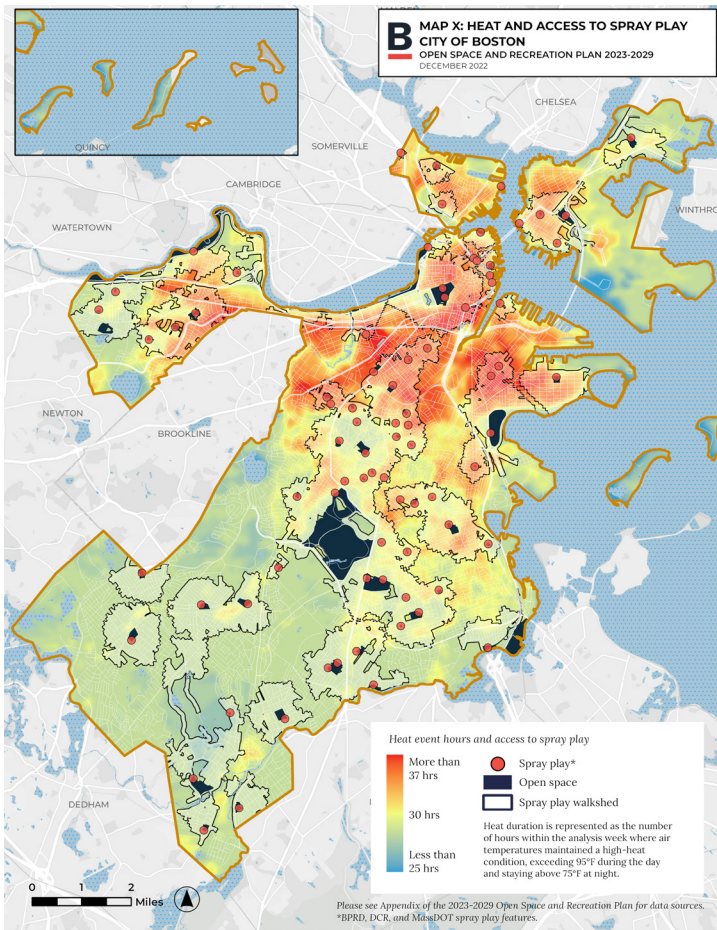 B
MAP X: HEAT AND ACCESS TO SPRAY PLAY
CITY OF BOSTON
OPEN SPACE AND RECREATION PLAN 2023-2029
DECEMBER 2022
QUINCY
SOMERVILLE
CHELSEA
CAMBRIDGE
WATERTOWN
WINTHRO
NEWTON
BROOKLINE
DEDHAM
Heat event hours and access to spray play
More than
37 hrs
30 hrs
Less than
25 hrs
Spray play*
Open space
Spray play walkshed
Heat duration is represented as the number
of hours within the analysis week where air
temperatures maintained a high-heat
condition, exceeding 95°F during the day
and staying above 75°F at night.
0 1 2
Miles
Please see Appendix of the 2023-2029 Open Space and Recreation Plan for data sources.
*BPRD, DCR, and MassDOT spray play features.